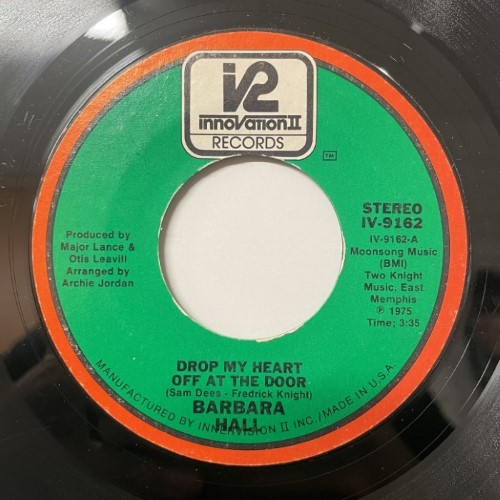 i2
innovation II
RECORDS
TM
STEREO
IV-9162
IV-9162-A
Moonsong Music
(BMI)
Two Knight
Music, East
Memphis
℗ 1975
Time; 3:35
Produced by
Major Lance &
Otis Leavill
Arranged by
Archie Jordan
DROP MY HEART
OFF AT THE DOOR
(Sam Dees - Fredrick Knight)
BARBARA
HALL
MANUFACTURED BY INNERVISION II INC./MADE IN U.S.A.